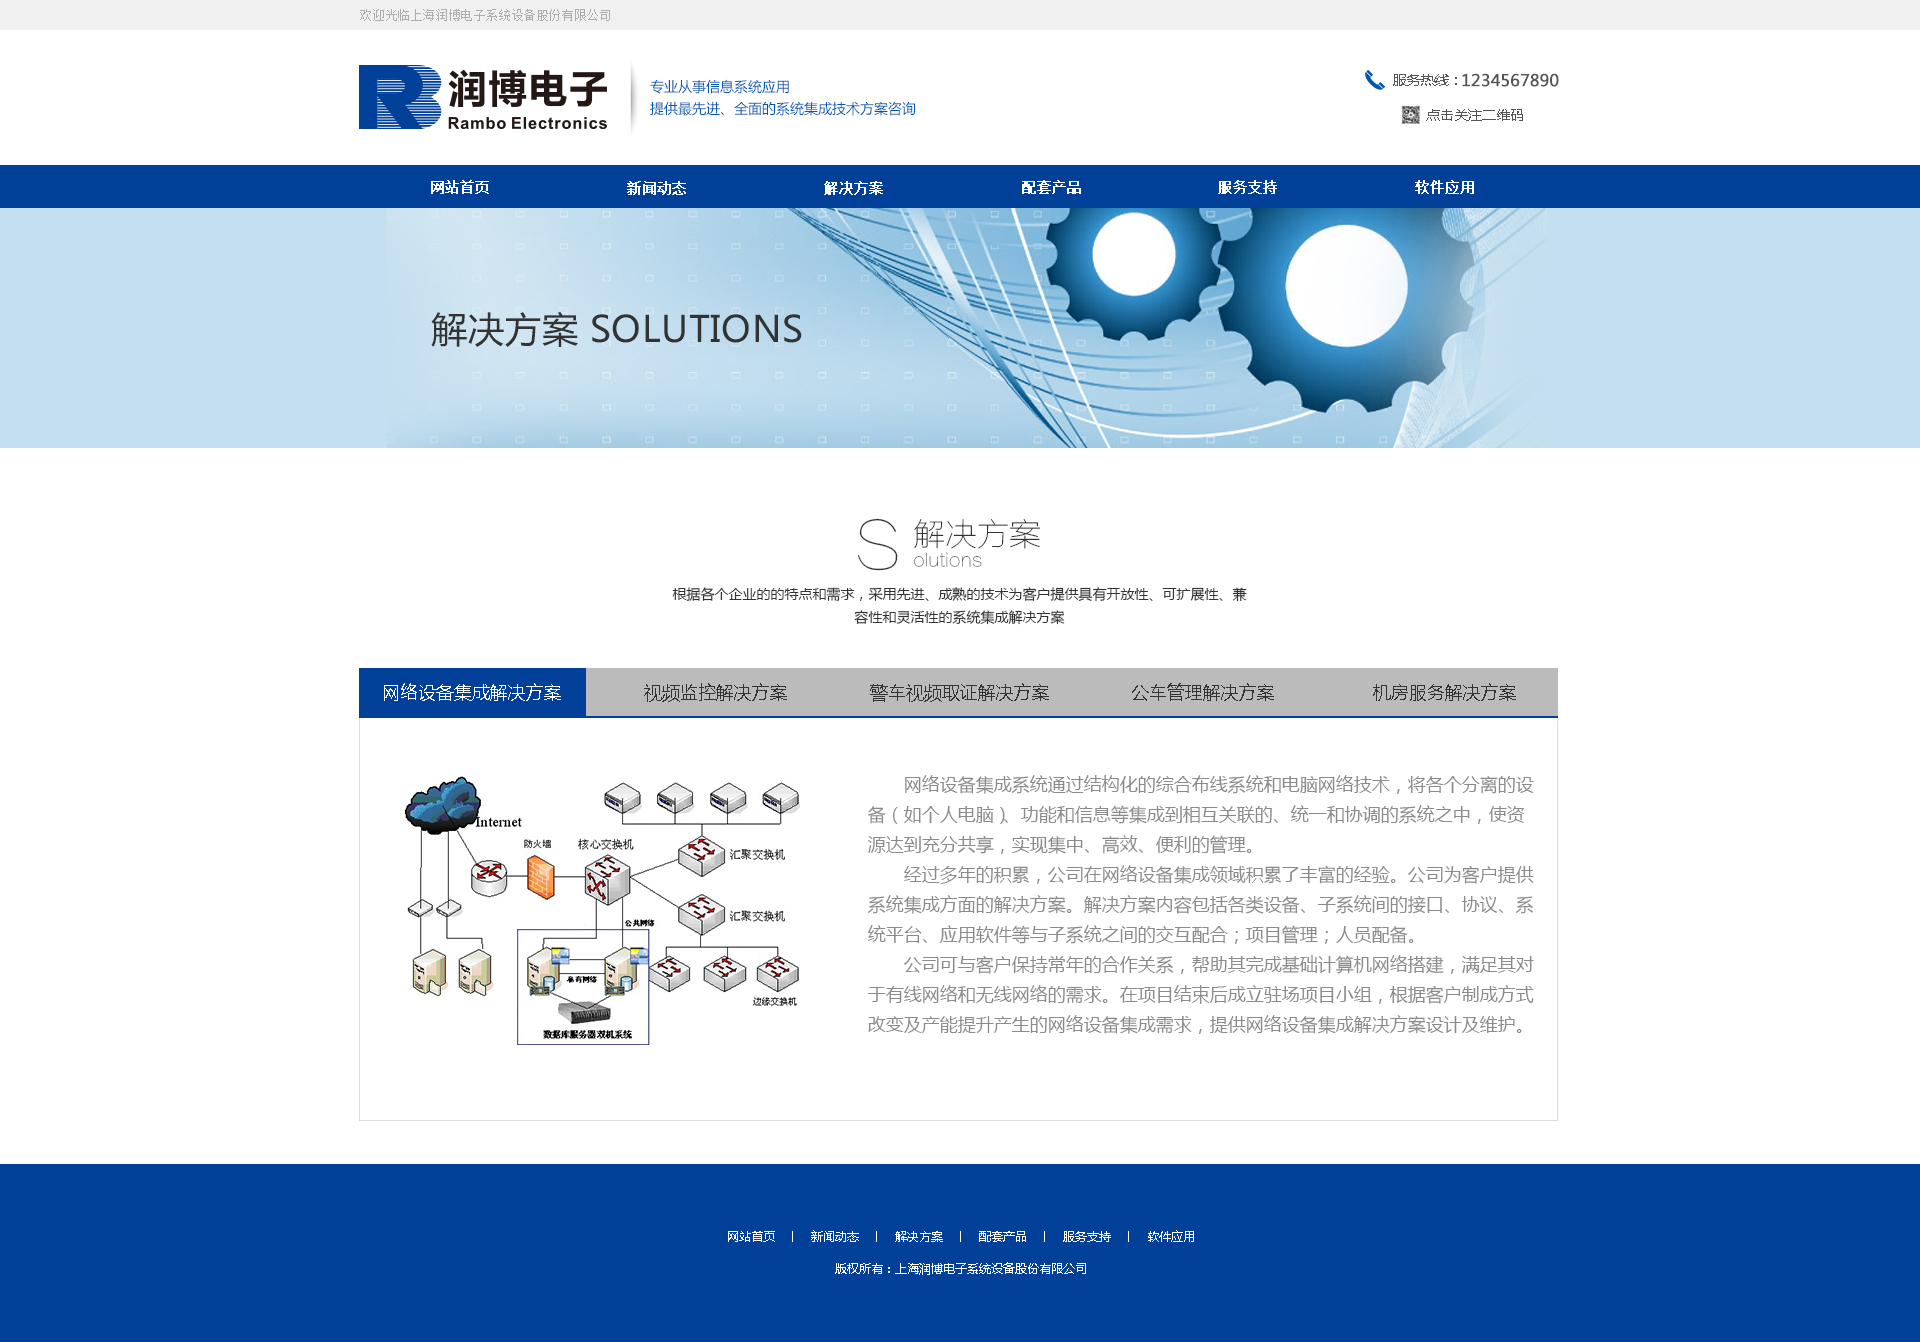 欢迎光临上海润博电子系统设备股份有限公司
润博电子
Rambo Electronics
专业从事信息系统应用
提供最先进、全面的系统集成技术方案咨询
服务热线：1234567890
点击关注二维码
网站首页 新闻动态 解决方案 配套产品 服务支持 软件应用
解决方案 SOLUTIONS
S 解决方案
olutions
根据各个企业的的特点和需求，采用先进、成熟的技术为客户提供具有开放性、可扩展性、兼
容性和灵活性的系统集成解决方案
网络设备集成解决方案 视频监控解决方案 警车视频取证解决方案 公车管理解决方案 机房服务解决方案
Internet
防火墙
核心交换机
汇聚交换机
汇聚交换机
公共网络
私有网络
边缘交换机
数据库服务器双机系统
网络设备集成系统通过结构化的综合布线系统和电脑网络技术，将各个分离的设
备（如个人电脑）、功能和信息等集成到相互关联的、统一和协调的系统之中，使资
源达到充分共享，实现集中、高效、便利的管理。
经过多年的积累，公司在网络设备集成领域积累了丰富的经验。公司为客户提供
系统集成方面的解决方案。解决方案内容包括各类设备、子系统间的接口、协议、系
统平台、应用软件等与子系统之间的交互配合；项目管理；人员配备。
公司可与客户保持常年的合作关系，帮助其完成基础计算机网络搭建，满足其对
于有线网络和无线网络的需求。在项目结束后成立驻场项目小组，根据客户制成方式
改变及产能提升产生的网络设备集成需求，提供网络设备集成解决方案设计及维护。
网站首页 | 新闻动态 | 解决方案 | 配套产品 | 服务支持 | 软件应用
版权所有：上海润博电子系统设备股份有限公司